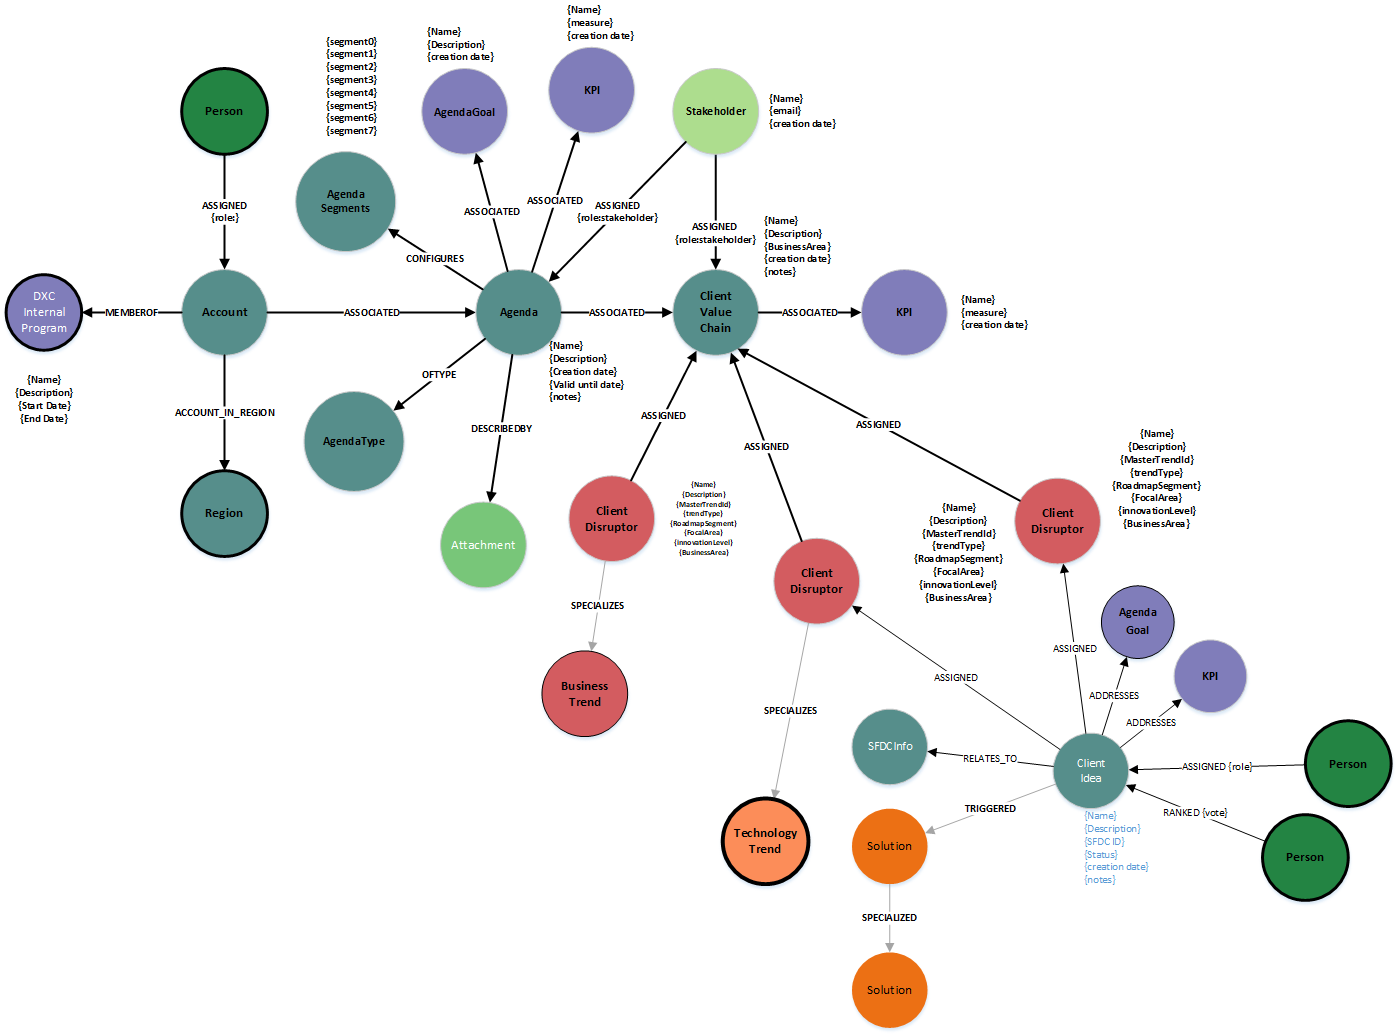 {Name}
{measure}
{creation date}
{Name}
{Description}
{creation date}
{segment0}
{segment1}
{segment2}
{segment3}
{segment4}
{segment5}
{segment6}
{segment7}
Person
AgendaGoal
KPI
Stakeholder
{Name}
{email}
{creation date}
Agenda
Segments
ASSIGNED
{role:}
ASSOCIATED
ASSOCIATED
ASSIGNED
{role:stakeholder}
ASSIGNED
{role:stakeholder}
{Name}
{Description}
{BusinessArea}
{creation date}
{notes}
CONFIGURES
DXC
Internal
Program
MEMBEROF
Account
ASSOCIATED
Agenda
ASSOCIATED
Client
Value
Chain
ASSOCIATED
KPI
{Name}
{measure}
{creation date}
{Name}
{Description}
{Start Date}
{End Date}
{Name}
{Description}
{Creation date}
{Valid until date}
{notes}
OFTYPE
ACCOUNT_IN_REGION
AgendaType
DESCRIBEDBY
ASSIGNED
ASSIGNED
ASSIGNED
{Name}
{Description}
{MasterTrendId}
{trendType}
{RoadmapSegment}
{FocalArea}
{innovationLevel}
{BusinessArea}
Region
Attachment
Client
Disruptor
{Name}
{Description}
{MasterTrendId}
{trendType}
{RoadmapSegment}
{FocalArea}
{innovationLevel}
{BusinessArea}
Client
Disruptor
{Name}
{Description}
{MasterTrendId}
{trendType}
{RoadmapSegment}
{FocalArea}
{innovationLevel}
{BusinessArea}
Client
Disruptor
SPECIALIZES
Business
Trend
ASSIGNED
ASSIGNED
Agenda
Goal
KPI
ADDRESSES
ADDRESSES
SPECIALIZES
SFDCInfo
RELATES_TO
Client
Idea
ASSIGNED {role}
Person
TRIGGERED
RANKED {vote}
{Name}
{Description}
{SFDC ID}
{Status}
{creation date}
{notes}
Person
Technology
Trend
Solution
SPECIALIZED
Solution